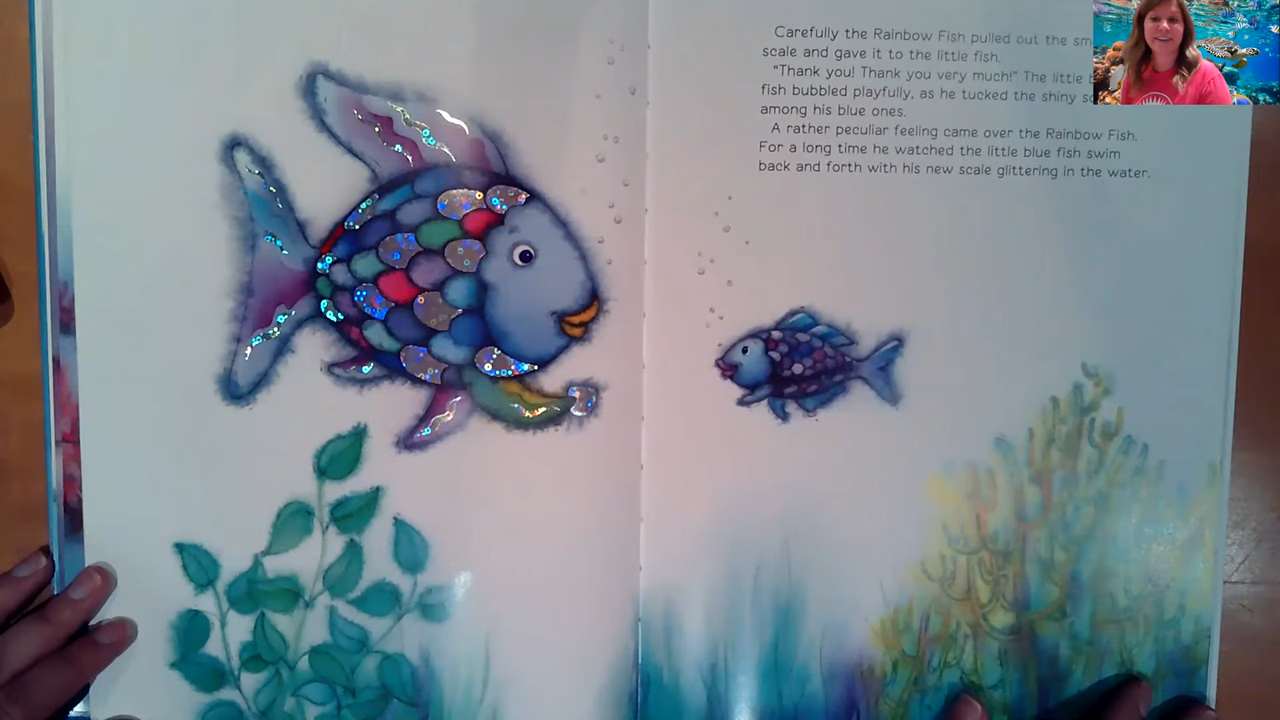 Carefully the Rainbow Fish pulled out the
scale and gave it to the little fish.
"Thank you! Thank you very much!" The little
fish bubbled playfully, as he tucked the shiny
among his blue ones.
A rather peculiar feeling came over the Rainbow Fish.
For a long time he watched the little blue fish swim
back and forth with his new scale glittering in the water.